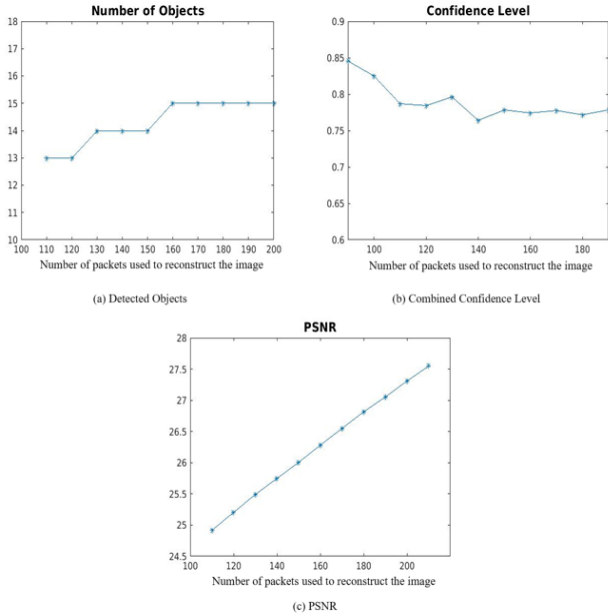 Number of Objects
18
17
16
15
14
13
12
11
10
100 110 120 130 140 150 160 170 180 190 200
Number of packets used to reconstruct the image
(a) Detected Objects
Confidence Level
0.9
0.85
0.8
0.75
0.7
0.65
0.6
100 120 140 160 180
Number of packets used to reconstruct the image
(b) Combined Confidence Level
PSNR
28
27.5
27
26.5
26
25.5
25
24.5
100 120 140 160 180 200
Number of packets used to reconstruct the image
(c) PSNR